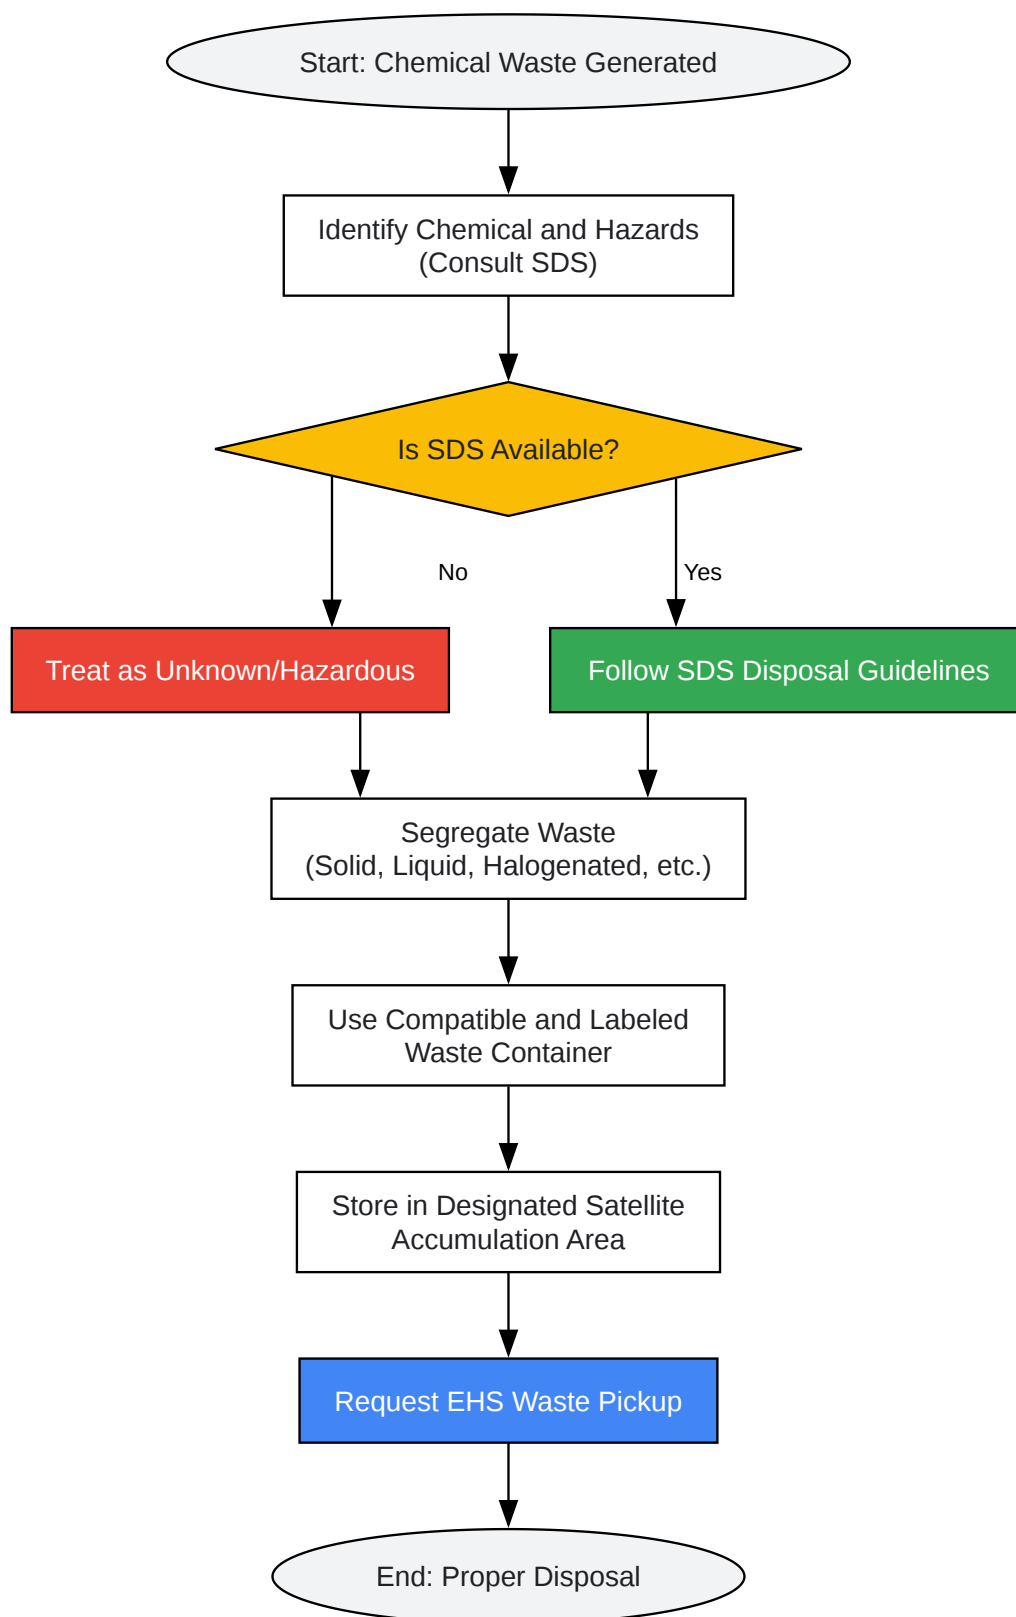 Start: Chemical Waste Generated
Identify Chemical and Hazards
(Consult SDS)
Is SDS Available?
No
Yes
Treat as Unknown/Hazardous
Follow SDS Disposal Guidelines
Segregate Waste
(Solid, Liquid, Halogenated, etc.)
Use Compatible and Labeled
Waste Container
Store in Designated Satellite
Accumulation Area
Request EHS Waste Pickup
End: Proper Disposal